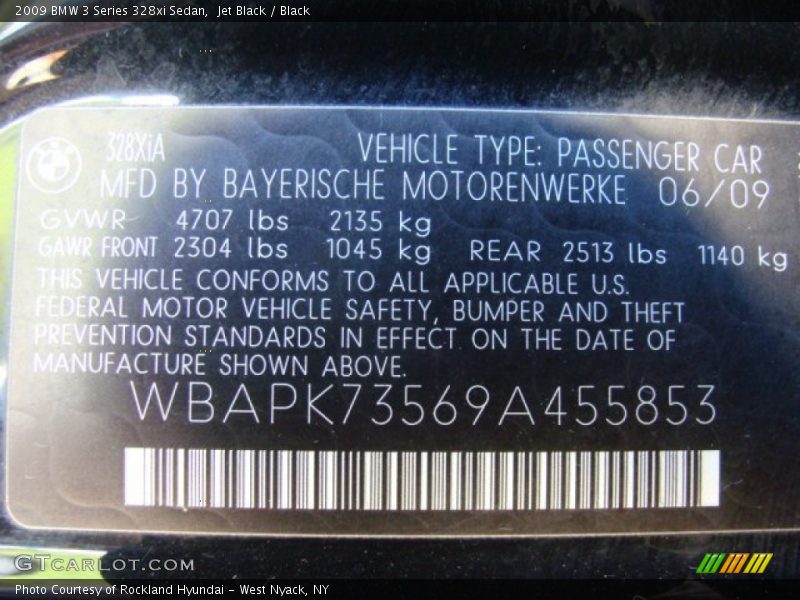 2009 BMW 3 Series 328xi Sedan,  Jet Black / Black
328XiA
VEHICLE TYPE: PASSENGER CAR
MFD BY BAYERISCHE MOTORENWERKE 06/09
GVWR 4707 lbs 2135 kg
GAWR FRONT 2304 lbs 1045 kg REAR 2513 lbs 1140 kg
THIS VEHICLE CONFORMS TO ALL APPLICABLE U.S.
FEDERAL MOTOR VEHICLE SAFETY, BUMPER AND THEFT
PREVENTION STANDARDS IN EFFECT ON THE DATE OF
MANUFACTURE SHOWN ABOVE.
WBAPK73569A455853
GTCARLOT.COM
Photo Courtesy of Rockland Hyundai - West Nyack, NY